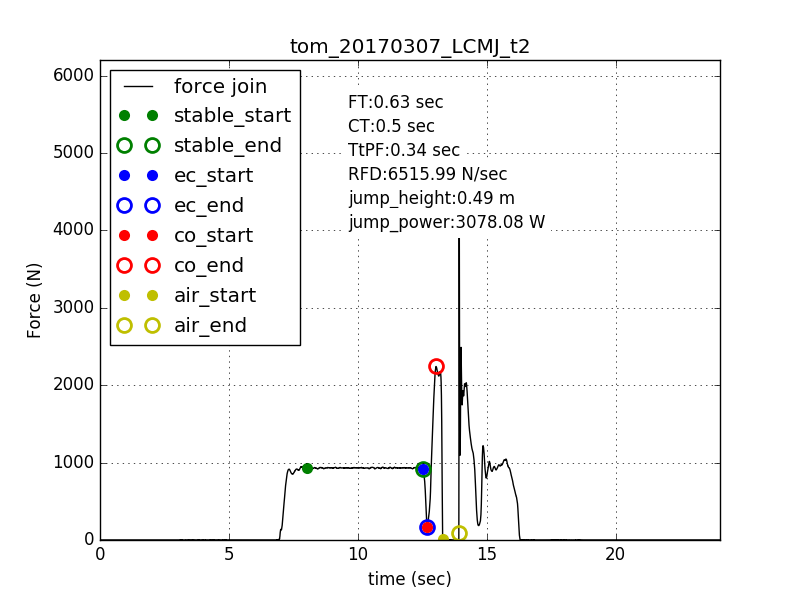 tom_20170307_LCMJ_t2
6000
5000
4000
3000
2000
1000
0
Force (N)
force join
stable_start
stable_end
ec_start
ec_end
co_start
co_end
air_start
air_end
FT:0.63 sec
CT:0.5 sec
TtPF:0.34 sec
RFD:6515.99 N/sec
jump_height:0.49 m
jump_power:3078.08 W
0
5
10
15
20
time (sec)